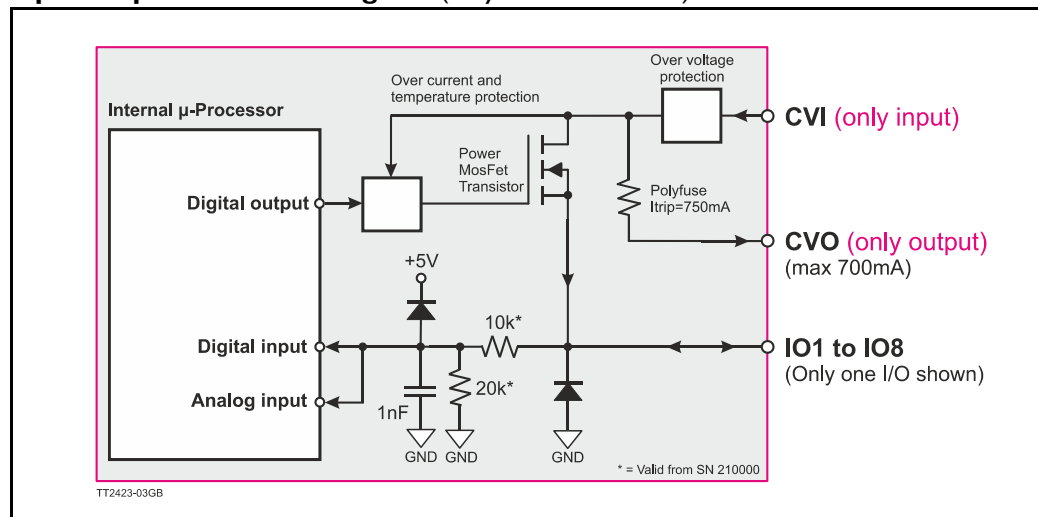 Over voltage
protection
Over current and
temperature protection
Internal µ-Processor
CVI (only input)
Power
MosFet
Transistor
Polyfuse
Itrip=750mA
Digital output
CVO (only output)
(max 700mA)
+5V
10k*
Digital input
IO1 to IO8
(Only one I/O shown)
20k*
Analog input
1nF
GND GND GND
* = Valid from SN 210000
TT2423-03GB